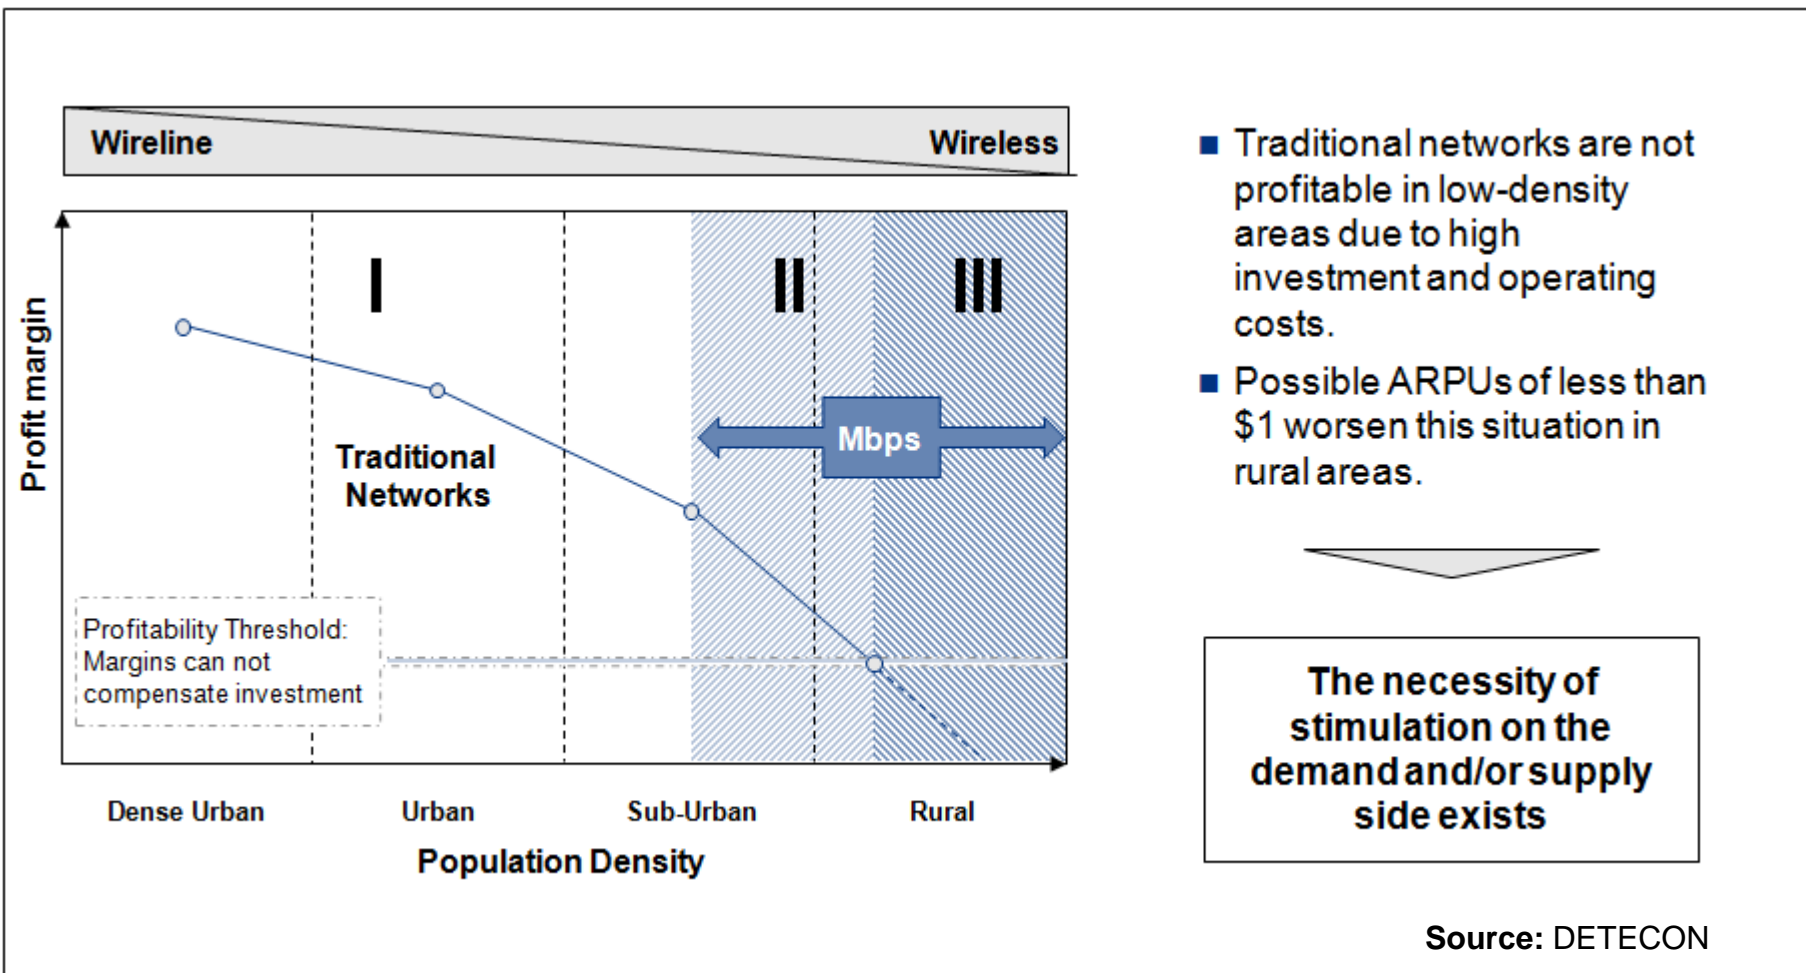 Wireline
Wireless
I
II
III
Profit margin
Mbps
Traditional
Networks
Profitability Threshold:
Margins can not
compensate investment
Dense Urban
Urban
Sub-Urban
Rural
Population Density
Traditional networks are not
profitable in low-density
areas due to high
investment and operating
costs.
Possible ARPUs of less than
$1 worsen this situation in
rural areas.
The necessity of
stimulation on the
demand and/or supply
side exists
Source: DETECON